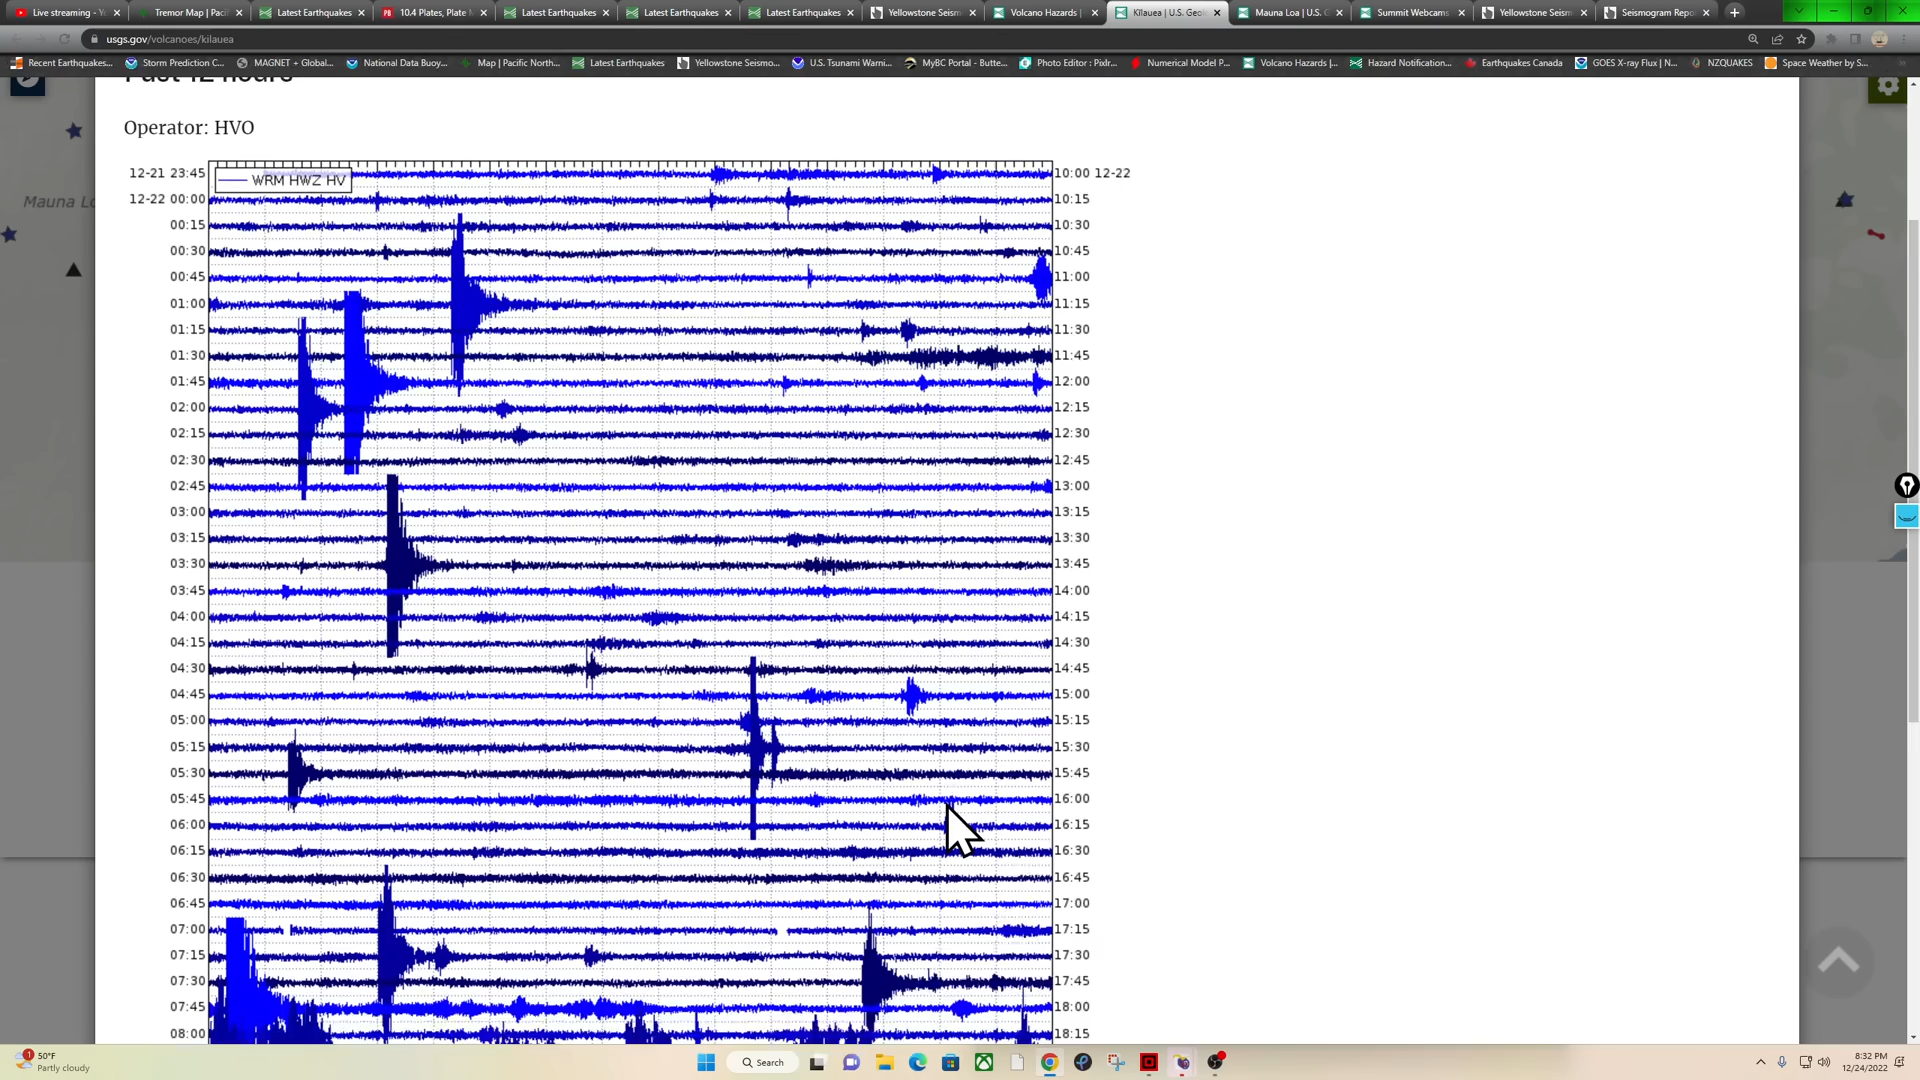 Live streaming - Yo
Tremor Map | Pacif
Latest Earthquakes
10.4 Plates, Plate M
Latest Earthquakes
Latest Earthquakes
Latest Earthquakes
Yellowstone Seism
Volcano Hazards |
Kīlauea | U.S. Geol
Mauna Loa | U.S. G
Summit Webcams
Yellowstone Seism
Seismogram Repo
usgs.gov/volcanoes/kilauea
Recent Earthquakes...
Storm Prediction C...
MAGNET + Global...
National Data Buoy...
Map | Pacific North...
Latest Earthquakes
Yellowstone Seismo...
U.S. Tsunami Warni...
MyBC Portal - Butte...
Photo Editor : Pixlr...
Numerical Model P...
Volcano Hazards |...
Hazard Notification...
Earthquakes Canada
GOES X-ray Flux | N...
NZQUAKES
Space Weather by S...
Past 12 hours
Operator: HVO
Mauna Lo
WRM HWZ HV
12-21 23:45 10:00 12-22
12-22 00:00 10:15
00:15 10:30
00:30 10:45
00:45 11:00
01:00 11:15
01:15 11:30
01:30 11:45
01:45 12:00
02:00 12:15
02:15 12:30
02:30 12:45
02:45 13:00
03:00 13:15
03:15 13:30
03:30 13:45
03:45 14:00
04:00 14:15
04:15 14:30
04:30 14:45
04:45 15:00
05:00 15:15
05:15 15:30
05:30 15:45
05:45 16:00
06:00 16:15
06:15 16:30
06:30 16:45
06:45 17:00
07:00 17:15
07:15 17:30
07:30 17:45
07:45 18:00
08:00 18:15
1
50°F
Partly cloudy
Search
8:32 PM
12/24/2022